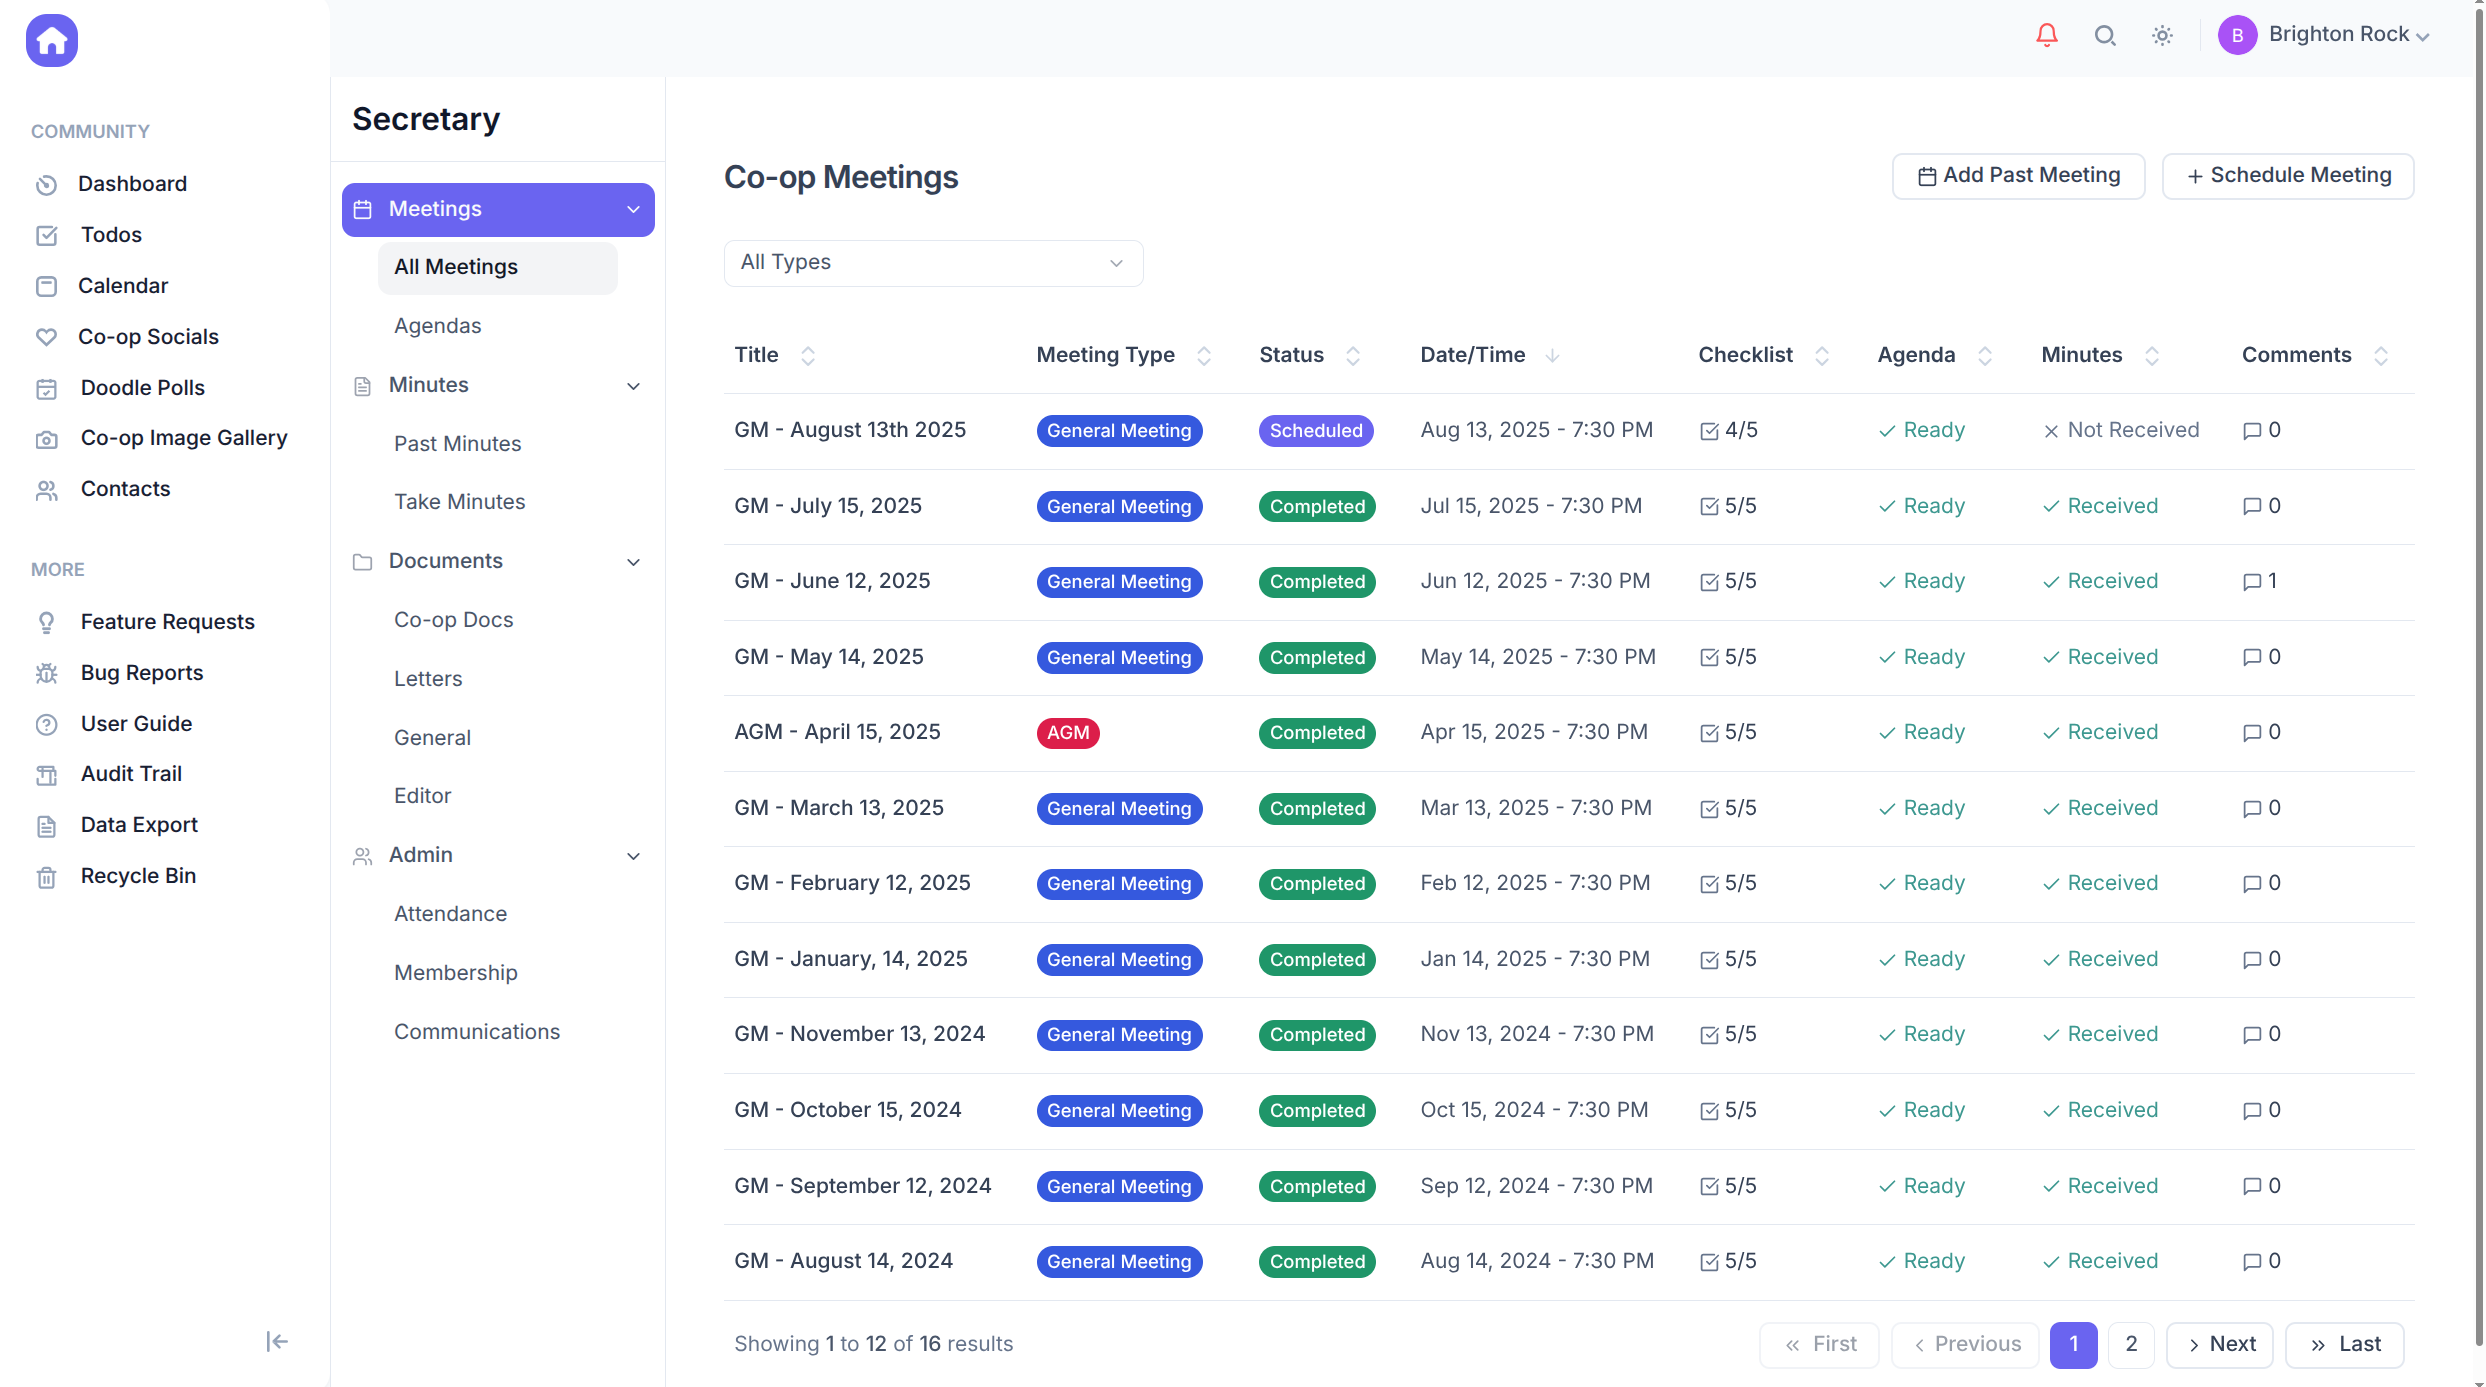 B Brighton Rock
COMMUNITY
Dashboard
Todos
Calendar
Co-op Socials
Doodle Polls
Co-op Image Gallery
Contacts
MORE
Feature Requests
Bug Reports
User Guide
Audit Trail
Data Export
Recycle Bin
Secretary
Meetings
All Meetings
Agendas
Minutes
Past Minutes
Take Minutes
Documents
Co-op Docs
Letters
General
Editor
Admin
Attendance
Membership
Communications
Co-op Meetings
Add Past Meeting
+ Schedule Meeting
All Types
Title Meeting Type Status Date/Time Checklist Agenda Minutes Comments
GM - August 13th 2025 General Meeting Scheduled Aug 13, 2025 - 7:30 PM 4/5 Ready Not Received 0
GM - July 15, 2025 General Meeting Completed Jul 15, 2025 - 7:30 PM 5/5 Ready Received 0
GM - June 12, 2025 General Meeting Completed Jun 12, 2025 - 7:30 PM 5/5 Ready Received 1
GM - May 14, 2025 General Meeting Completed May 14, 2025 - 7:30 PM 5/5 Ready Received 0
AGM - April 15, 2025 AGM Completed Apr 15, 2025 - 7:30 PM 5/5 Ready Received 0
GM - March 13, 2025 General Meeting Completed Mar 13, 2025 - 7:30 PM 5/5 Ready Received 0
GM - February 12, 2025 General Meeting Completed Feb 12, 2025 - 7:30 PM 5/5 Ready Received 0
GM - January, 14, 2025 General Meeting Completed Jan 14, 2025 - 7:30 PM 5/5 Ready Received 0
GM - November 13, 2024 General Meeting Completed Nov 13, 2024 - 7:30 PM 5/5 Ready Received 0
GM - October 15, 2024 General Meeting Completed Oct 15, 2024 - 7:30 PM 5/5 Ready Received 0
GM - September 12, 2024 General Meeting Completed Sep 12, 2024 - 7:30 PM 5/5 Ready Received 0
GM - August 14, 2024 General Meeting Completed Aug 14, 2024 - 7:30 PM 5/5 Ready Received 0
Showing 1 to 12 of 16 results
« First ‹ Previous 1 2 › Next » Last